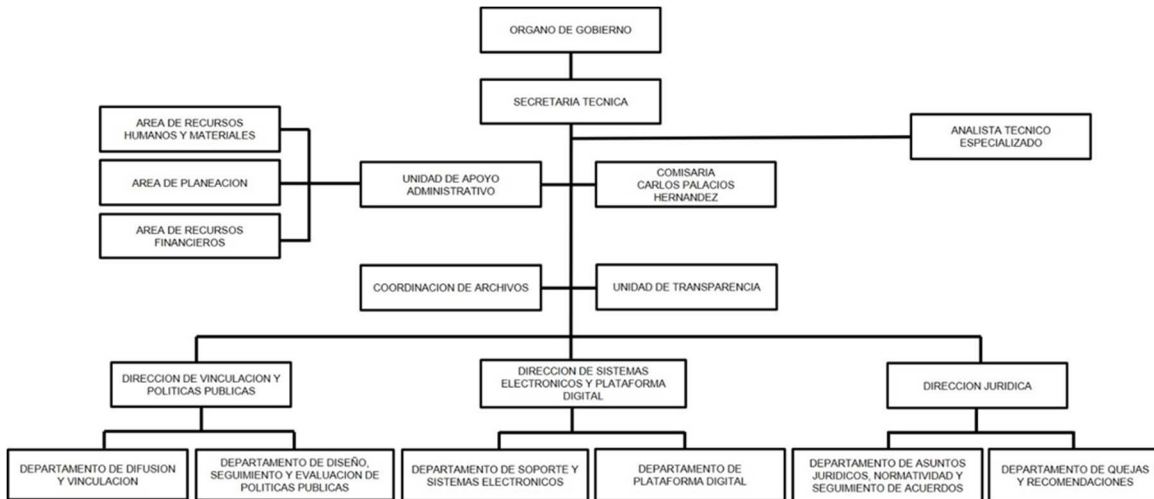 ORGANO DE GOBIERNO
SECRETARIA TECNICA
AREA DE RECURSOS
HUMANOS Y MATERIALES
ANALISTA TECNICO
ESPECIALIZADO
AREA DE PLANEACION
UNIDAD DE APOYO
ADMINISTRATIVO
COMISARIA
CARLOS PALACIOS
HERNANDEZ
AREA DE RECURSOS
FINANCIEROS
COORDINACION DE ARCHIVOS
UNIDAD DE TRANSPARENCIA
DIRECCION DE VINCULACION Y
POLITICAS PUBLICAS
DIRECCION DE SISTEMAS
ELECTRONICOS Y PLATAFORMA
DIGITAL
DIRECCION JURIDICA
DEPARTAMENTO DE DIFUSION
Y VINCULACION
DEPARTAMENTO DE DISEÑO,
SEGUIMIENTO Y EVALUACION DE
POLITICAS PUBLICAS
DEPARTAMENTO DE SOPORTE Y
SISTEMAS ELECTRONICOS
DEPARTAMENTO DE
PLATAFORMA DIGITAL
DEPARTAMENTO DE ASUNTOS
JURIDICOS, NORMATIVIDAD Y
SEGUIMIENTO DE ACUERDOS
DEPARTAMENTO DE QUEJAS
Y RECOMENDACIONES